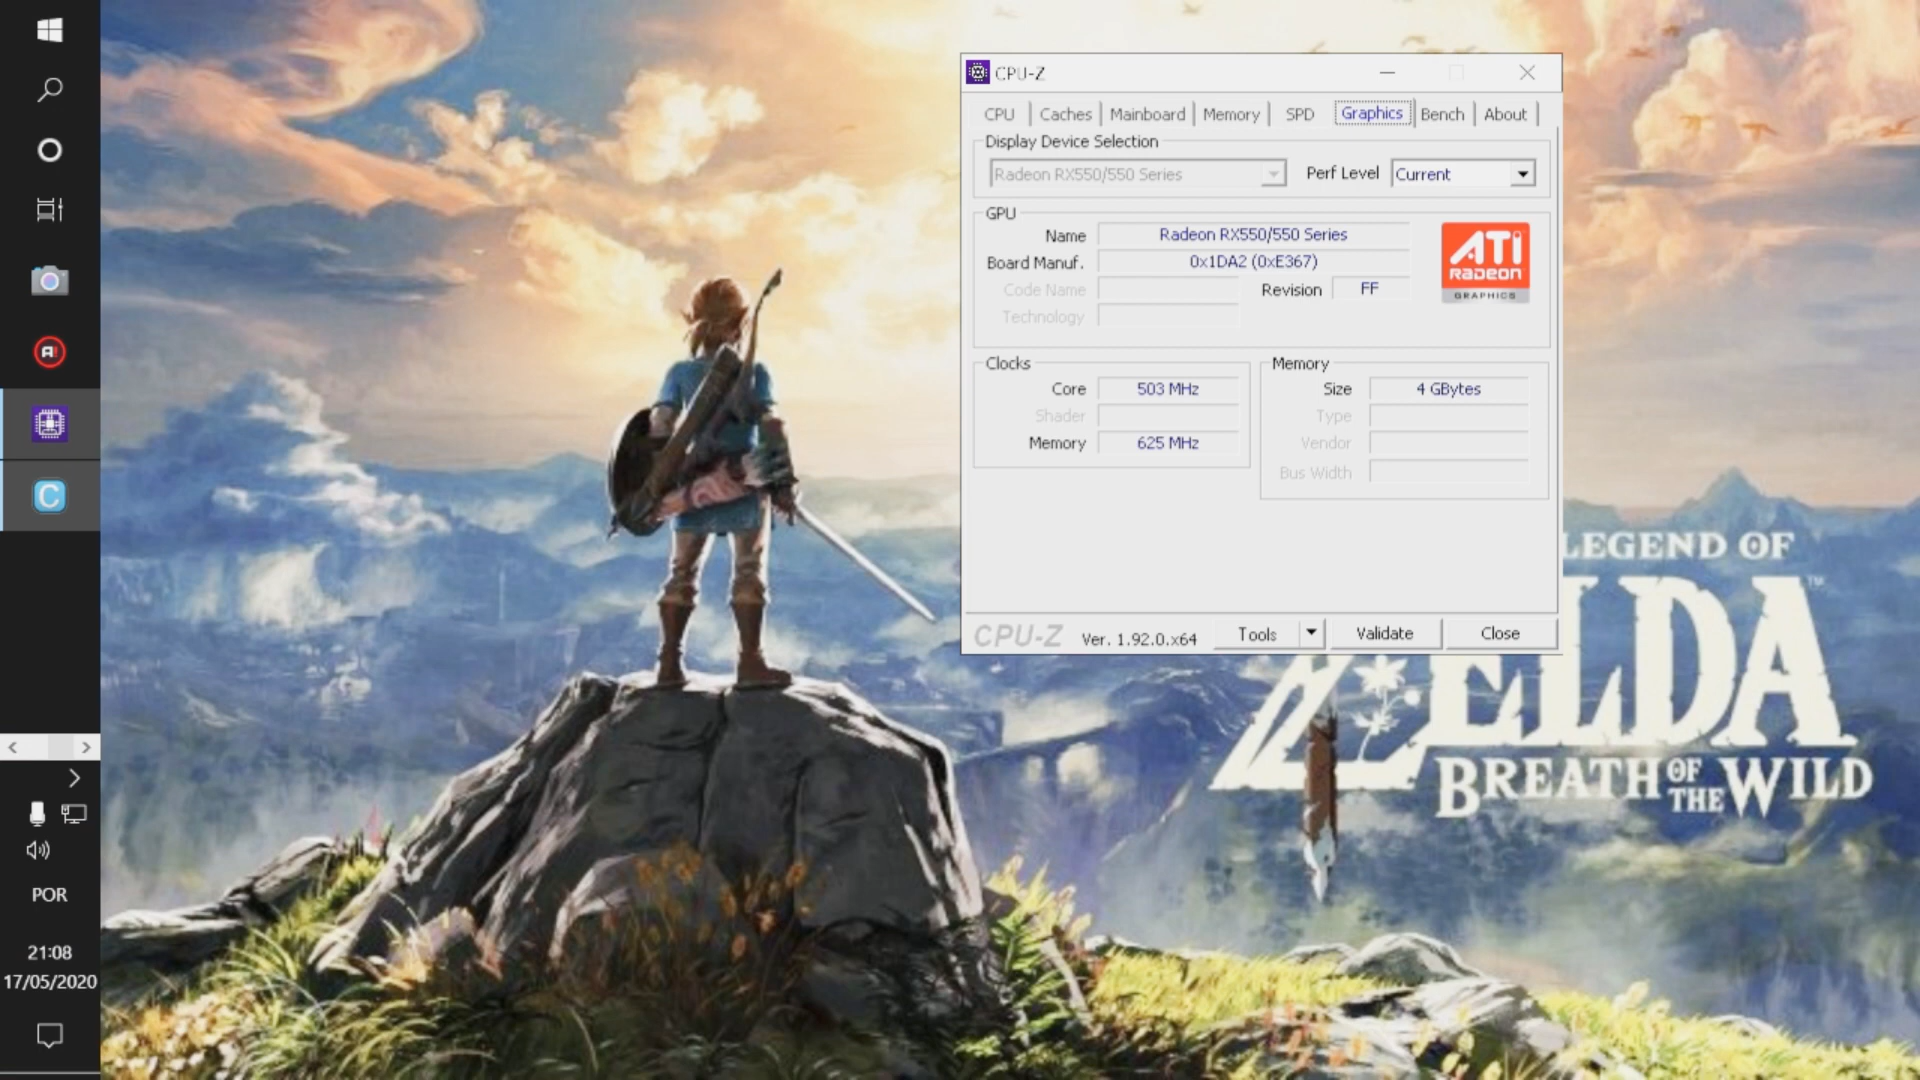 CPU-Z
CPU Caches Mainboard Memory SPD Graphics Bench About
Display Device Selection
Radeon RX550/550 Series Perf Level Current
GPU
Name Radeon RX550/550 Series
Board Manuf. 0x1DA2 (0xE367)
Code Name Revision FF
Technology
ATI
RADEON
GRAPHICS
Clocks
Core 503 MHz
Shader
Memory 625 MHz
Memory
Size 4 GBytes
Type
Vendor
Bus Width
CPU-Z Ver. 1.92.0.x64 Tools Validate Close
LEGEND OF
ZELDA
TM
BREATH OF THE WILD
C
POR
21:08
17/05/2020